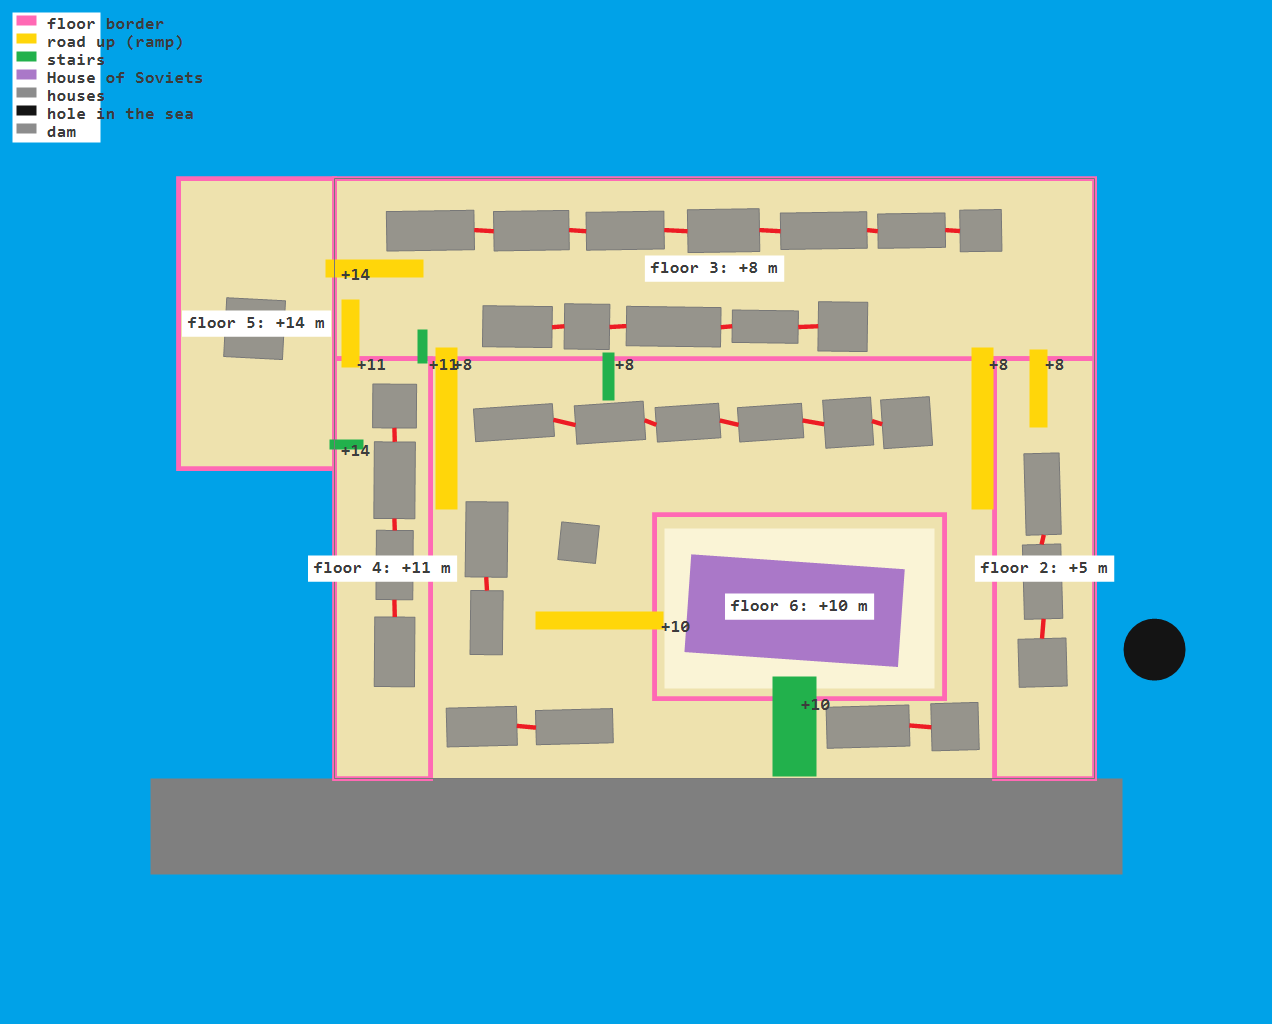 floor border
road up (ramp)
stairs
House of Soviets
houses
hole in the sea
dam
floor 3: +8 m
+14
floor 5: +14 m
+11
+11
+8
+8
+8
+8
+14
floor 4: +11 m
floor 2: +5 m
floor 6: +10 m
+10
+10